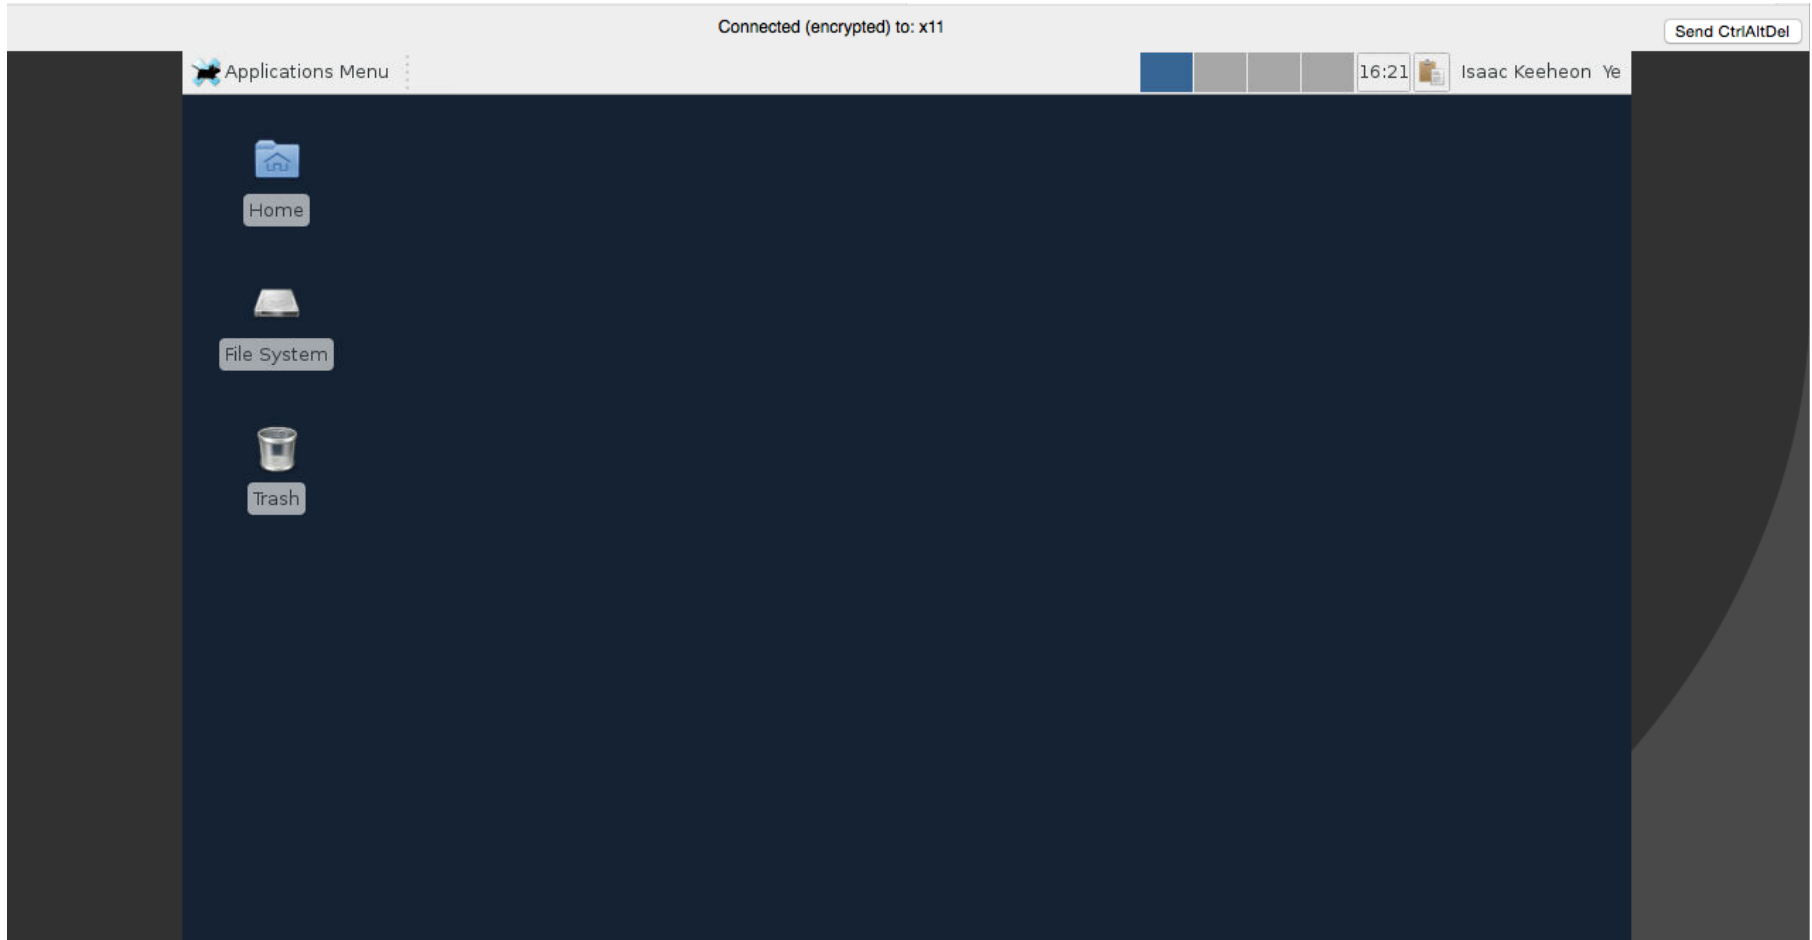 Connected (encrypted) to: x11
Send CtrlAltDel
Applications Menu
16:21
Isaac Keeheon Ye
Home
File System
Trash